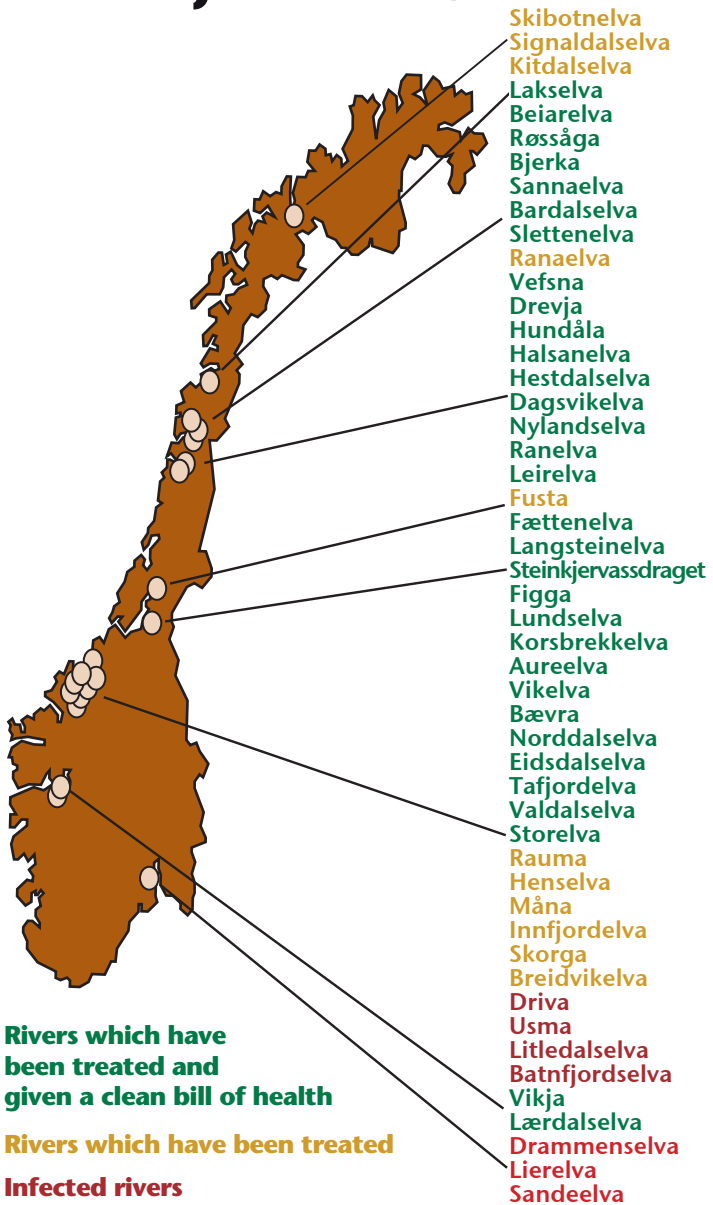 Skibotnelva
Signaldalselva
Kitdalselva
Lakselva
Beiarelva
Røssåga
Bjerka
Sannaelva
Bardalselva
Slettenelva
Ranaelva
Vefsna
Drevja
Hundåla
Halsanelva
Hestdalselva
Dagsvikelva
Nylandselva
Ranelva
Leirelva
Fusta
Fættenelva
Langsteinelva
Steinkjervassdraget
Figga
Lundselva
Korsbrekkelva
Aureelva
Vikelva
Bævra
Norddalselva
Eidsdalselva
Tafjordelva
Valdalselva
Storelva
Rauma
Henselva
Måna
Innfjordelva
Skorga
Breidvikelva
Driva
Usma
Litledalselva
Batnfjordselva
Vikja
Lærdalselva
Drammenselva
Lierelva
Sandeelva
Rivers which have
been treated and
given a clean bill of health
Rivers which have been treated
Infected rivers